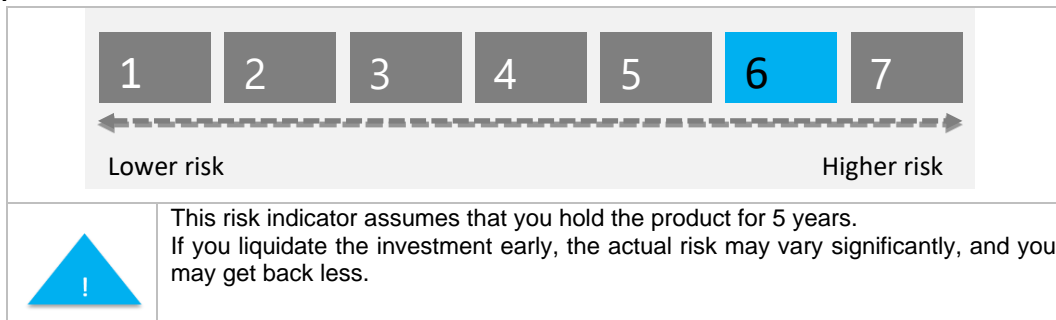 1 2 3 4 5 6 7
Lower risk Higher risk
This risk indicator assumes that you hold the product for 5 years.
If you liquidate the investment early, the actual risk may vary significantly, and you
may get back less.
!